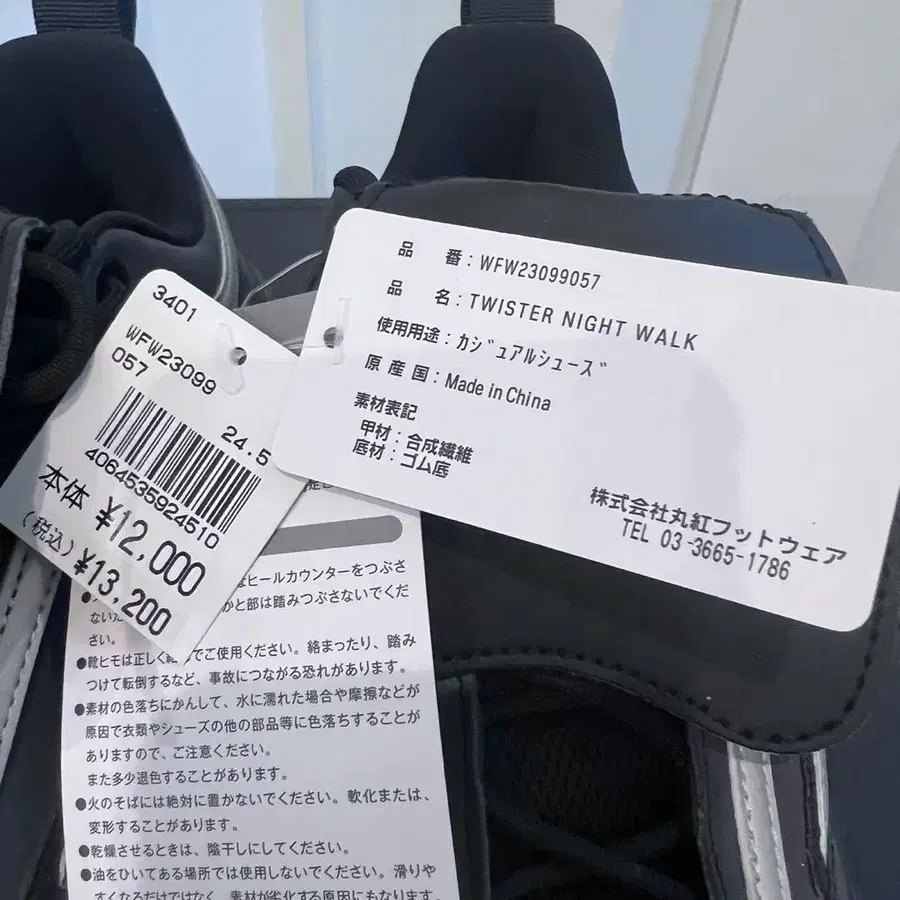 品 番：WFW23099057
品 名：TWISTER NIGHT WALK
使用用途：カジュアルシューズ
原 産 国：Made in China
素材表記
甲材：合成繊維
底材：ゴム底
株式会社丸紅フットウェア
TEL 03-3665-1786
3401
WFW23099
057
24.5
4064535924510
本体 ¥12,000
(税込) ¥13,200
ヒールカウンターをつぶさ
かと部は踏みつぶさないでくだ
さい。
●靴ヒモは正しく でご使用ください。絡まったり、踏み
つけて転倒するなど、事故につながる恐れがあります。
●素材の色落ちにかんして、水に濡れた場合や摩擦などが
原因で衣類やシューズの他の部品等に色落ちすることが
ありますので、ご注意ください。
また多少退色することがあります。
●火のそばには絶対に置かないでください。軟化または、
変形することがあります。
●乾燥させるときは、陰干しにしてください。
●油をひいてある場所では使用しないでください。滑りや
すくなるだけではなく、素材が劣化する原因にもなります。